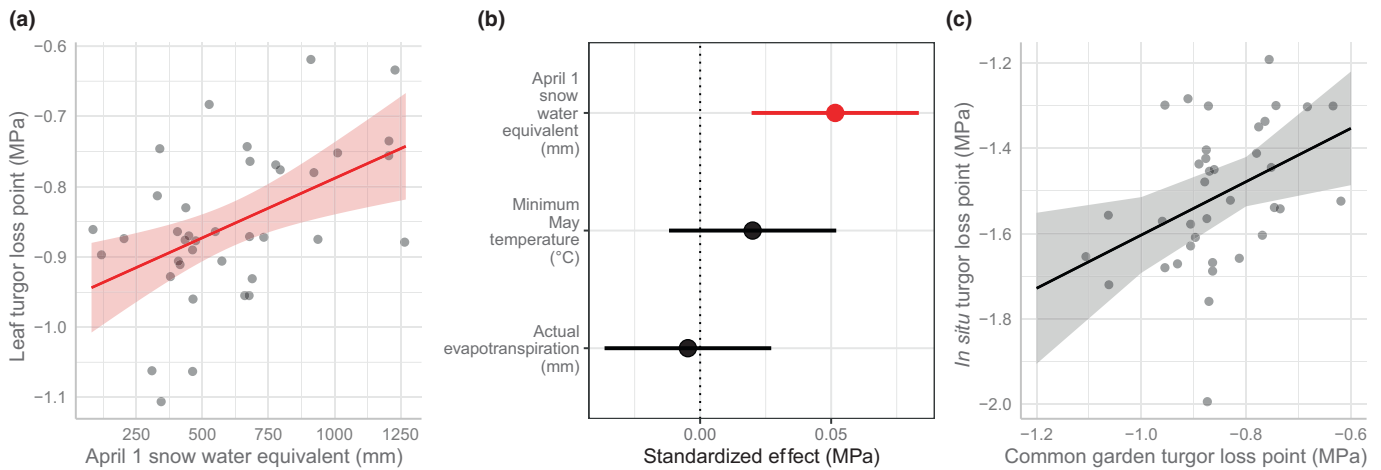 (a)
−0.6
−0.7
−0.8
−0.9
−1.0
−1.1
Leaf turgor loss point (MPa)
250
500
750
1000
1250
April 1 snow water equivalent (mm)
(b)
April 1
snow
water
equivalent
(mm)
Minimum
May
temperature
(°C)
Actual
evapotranspiration
(mm)
0.00
0.05
Standardized effect (MPa)
(c)
−1.2
−1.4
−1.6
−1.8
−2.0
In situ turgor loss point (MPa)
−1.2
−1.0
−0.8
−0.6
Common garden turgor loss point (MPa)